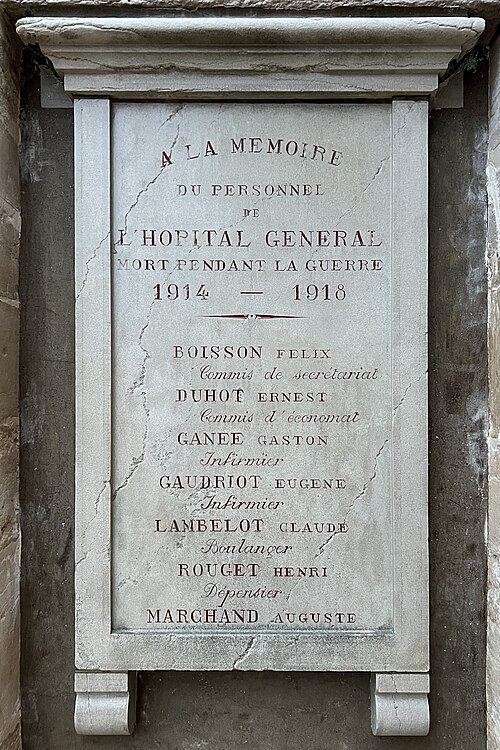 A LA MEMOIRE
DU PERSONNEL
DE
L'HOPITAL GENERAL
MORT PENDANT LA GUERRE
1914 — 1918
BOISSON FELIX
Commis de secrétariat
DUHOT ERNEST
Commis d'économat
GANEE GASTON
Infirmier
GAUDRIOT EUGENE
Infirmier
LAMBELOT CLAUDE
Boulanger
ROUGET HENRI
Dépensier
MARCHAND AUGUSTE